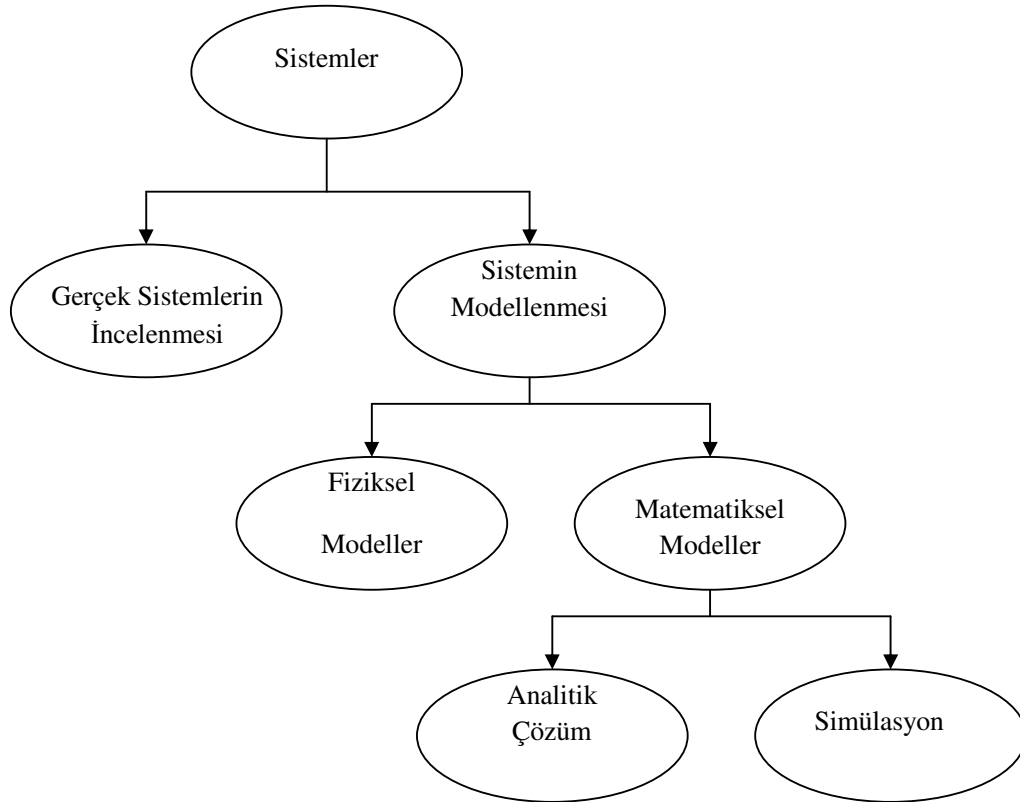 Sistemler
Gerçek Sistemlerin
İncelenmesi
Sistemin
Modellenmesi
Fiziksel
Modeller
Matematiksel
Modeller
Analitik
Çözüm
Simülasyon